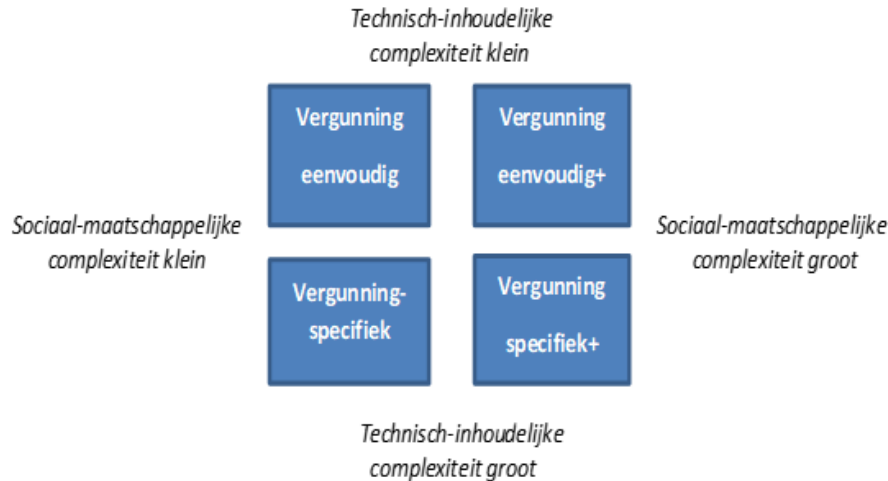 Technisch-inhoudelijke
complexiteit klein
Vergunning
eenvoudig
Vergunning
eenvoudig+
Sociaal-maatschappelijke
complexiteit klein
Sociaal-maatschappelijke
complexiteit groot
Vergunning-
specifiek
Vergunning
specifiek+
Technisch-inhoudelijke
complexiteit groot